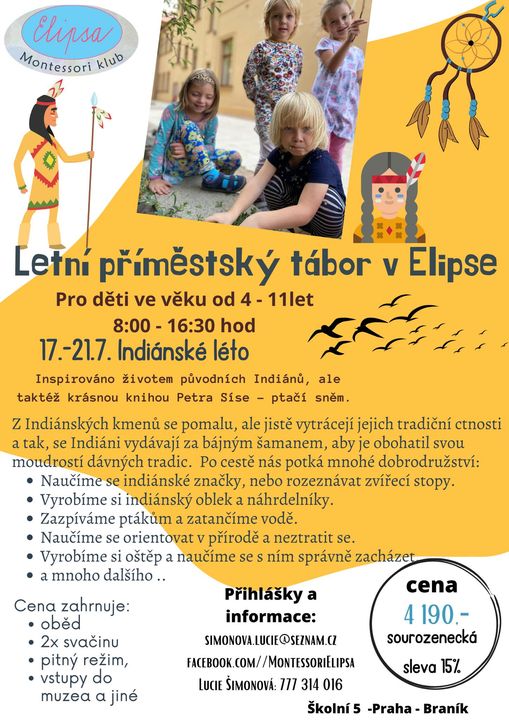 Elipsa
Montessori klub
Letní příměstský tábor v Elipse
Pro děti ve věku od 4 - 11let
8:00 - 16:30 hod
17.-21.7. Indiánské léto
Inspirováno životem původních Indiánů, ale
taktéž krásnou knihou Petra Síse – ptačí sněm.
Z Indiánských kmenů se pomalu, ale jistě vytrácejí jejich tradiční ctnosti
a tak, se Indiáni vydávají za bájným šamanem, aby je obohatil svou
moudrostí dávných tradic. Po cestě nás potká mnohé dobrodružství:
• Naučíme se indiánské značky, nebo rozeznávat zvířecí stopy.
• Vyrobíme si indiánský oblek a náhrdelníky.
• Zazpíváme ptákům a zatančíme vodě.
• Naučíme se orientovat v přírodě a neztratit se.
• Vyrobíme si oštěp a naučíme se s ním správně zacházet
• a mnoho dalšího ..
Cena zahrnuje:
• oběd
• 2x svačinu
• pitný režim,
• vstupy do
muzea a jiné
Přihlášky a
informace:
simonova.lucie@seznam.cz
facebook.com//MontessoriElipsa
Lucie Šimonová: 777 314 016
cena
4 190,-
sourozenecká
sleva 15%
Školní 5 -Praha - Braník